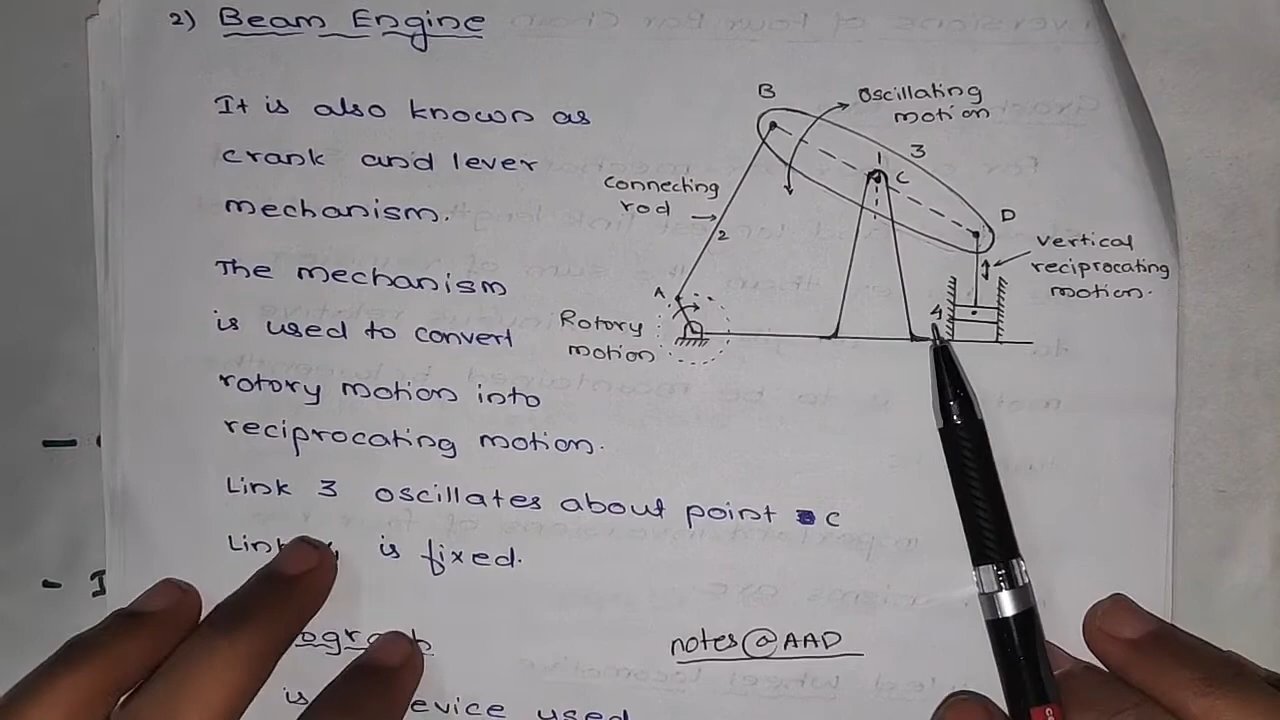 2) Beam Engine
It is also known as
crank and lever
mechanism.
The mechanism
is used to convert
rotory motion into
reciprocating motion.
Link 3 oscillates about point C
is fixed.
notes@AAD
is
used
B
Oscillating
motion
3
1
C
D
connecting
rod
2
vertical
reciprocating
motion.
A
4
Rotory
motion